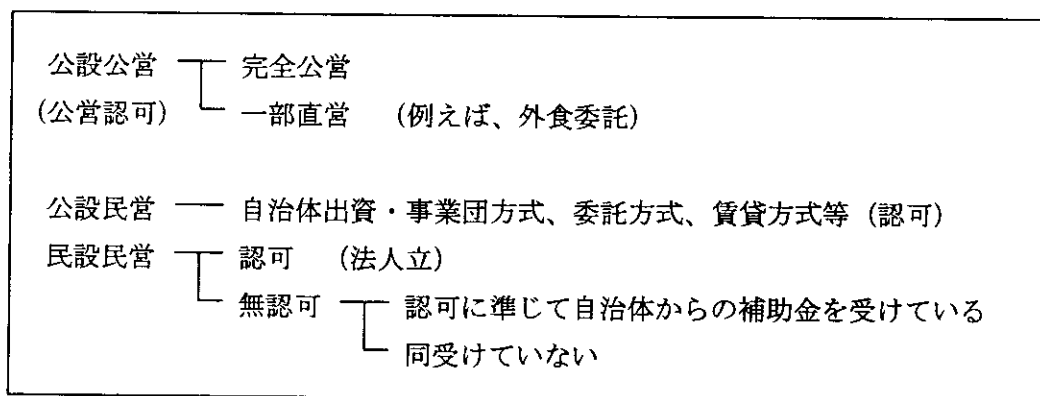 公設公営 完全公営
(公営認可) 一部直営 (例えば、外食委託)
公設民営 自治体出資・事業団方式、委託方式、賃貸方式等 (認可)
民設民営 認可 (法人立)
無認可 認可に準じて自治体からの補助金を受けている
同受けていない